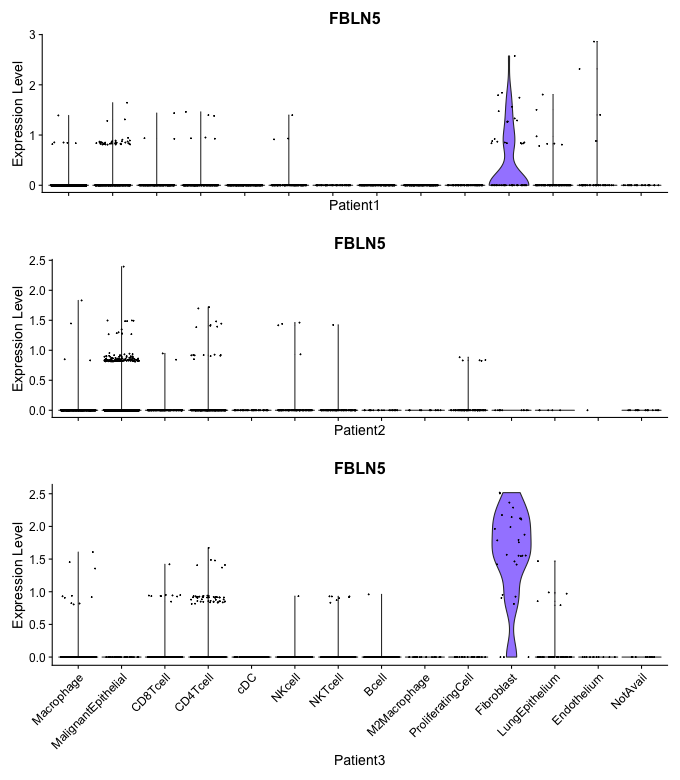 FBLN5
Expression Level
3
2
1
0
Patient1
FBLN5
Expression Level
2.5
2.0
1.5
1.0
0.5
0.0
Patient2
FBLN5
Expression Level
2.5
2.0
1.5
1.0
0.5
0.0
Macrophage
MalignantEpithelial
CD8Tcell
CD4Tcell
cDC
NKcell
NKTcell
Bcell
M2Macrophage
ProliferatingCell
Fibroblast
LungEpithelium
Endothelium
NotAvail
Patient3